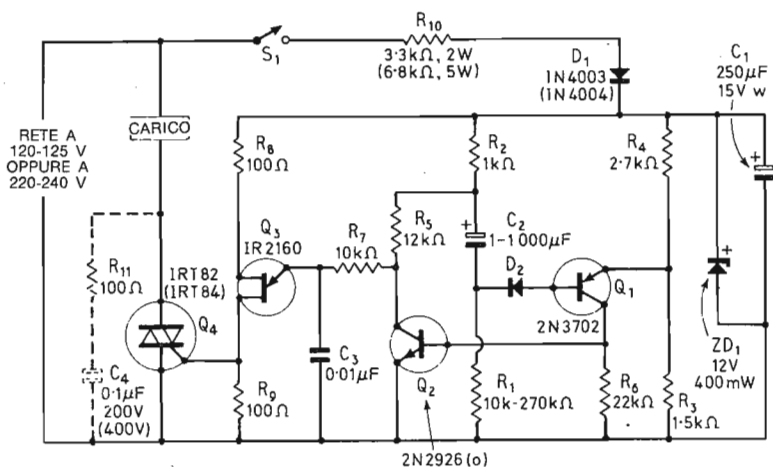 R10
3·3kΩ, 2W
(6·8kΩ, 5W)
S1
D1
1N4003
(1N4004)
C1
250μF
15V w
+
RETE A
120-125 V
OPPURE A
220-240 V
CARICO
R8
100Ω
R2
1kΩ
R4
2·7kΩ
Q3
IR2160
R7
10kΩ
R5
12kΩ
+
C2
1-1000μF
D2
Q1
2N3702
R11
100Ω
IRT82
(IRT84)
Q4
C4
0·1μF
200V
(400V)
C3
0·01μF
R9
100Ω
Q2
2N2926(o)
R1
10k-270kΩ
R6
22kΩ
R3
1·5kΩ
+
ZD1
12V
400mW